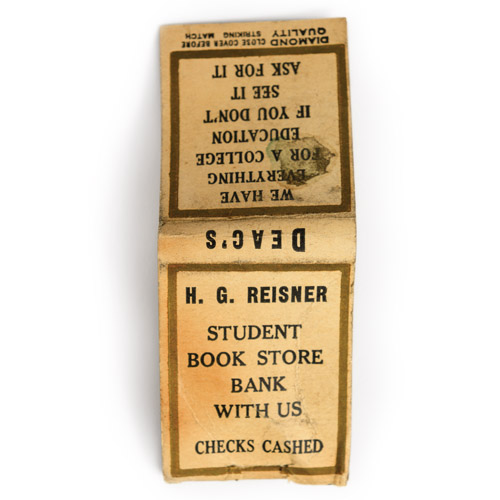 DIAMOND QUALITY
CLOSE COVER BEFORE STRIKING MATCH
WE HAVE
EVERYTHING
FOR A COLLEGE
EDUCATION
IF YOU DON'T
SEE IT
ASK FOR IT
DEAC'S
H. G. REISNER
STUDENT
BOOK STORE
BANK
WITH US
CHECKS CASHED